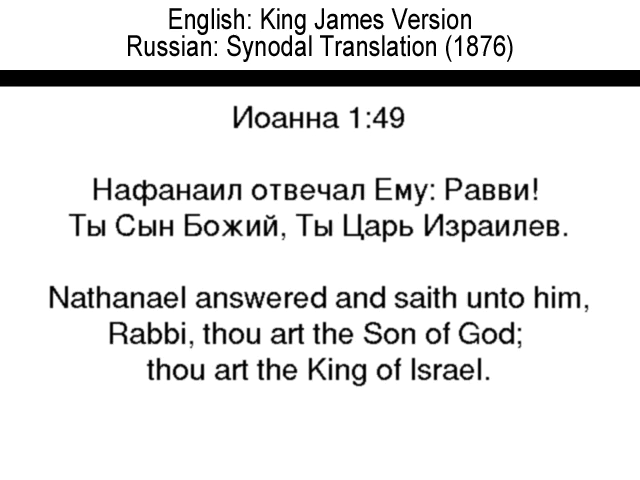 English: King James Version
Russian: Synodal Translation (1876)
Иоанна 1:49
Нафанаил отвечал Ему: Равви!
Ты Сын Божий, Ты Царь Израилев.
Nathanael answered and saith unto him,
Rabbi, thou art the Son of God;
thou art the King of Israel.